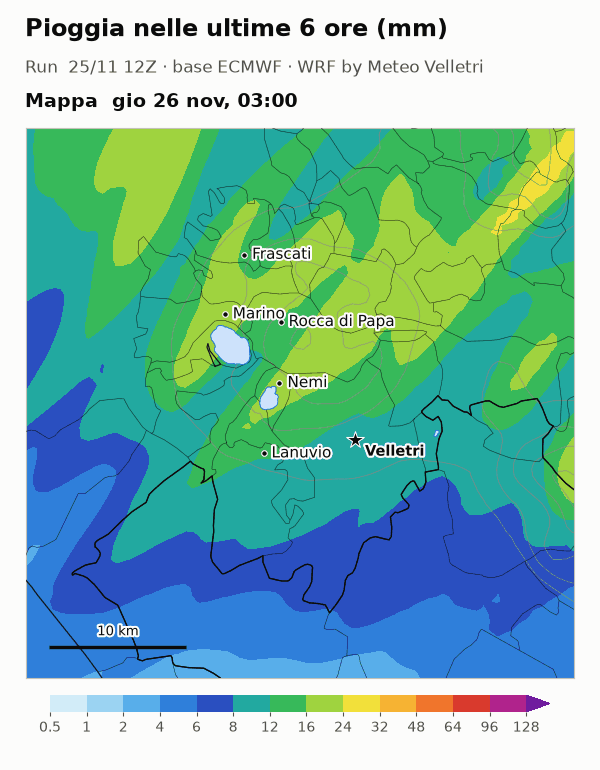 Pioggia nelle ultime 6 ore (mm)
Run  25/11 12Z · base ECMWF · WRF by Meteo Velletri
Mappa  gio 26 nov, 03:00
Frascati
Marino
Rocca di Papa
Nemi
Velletri
Lanuvio
10 km
0.5 1 2 4 6 8 12 16 24 32 48 64 96 128